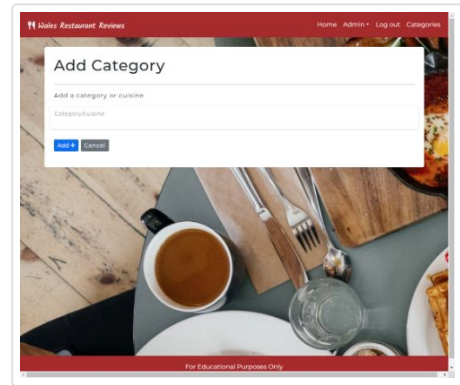 Wales Restaurant Reviews
Home Admin Log out Categories
Add Category
Add a category or cuisine
Category/cuisine
Add +
Cancel
For Educational Purposes Only